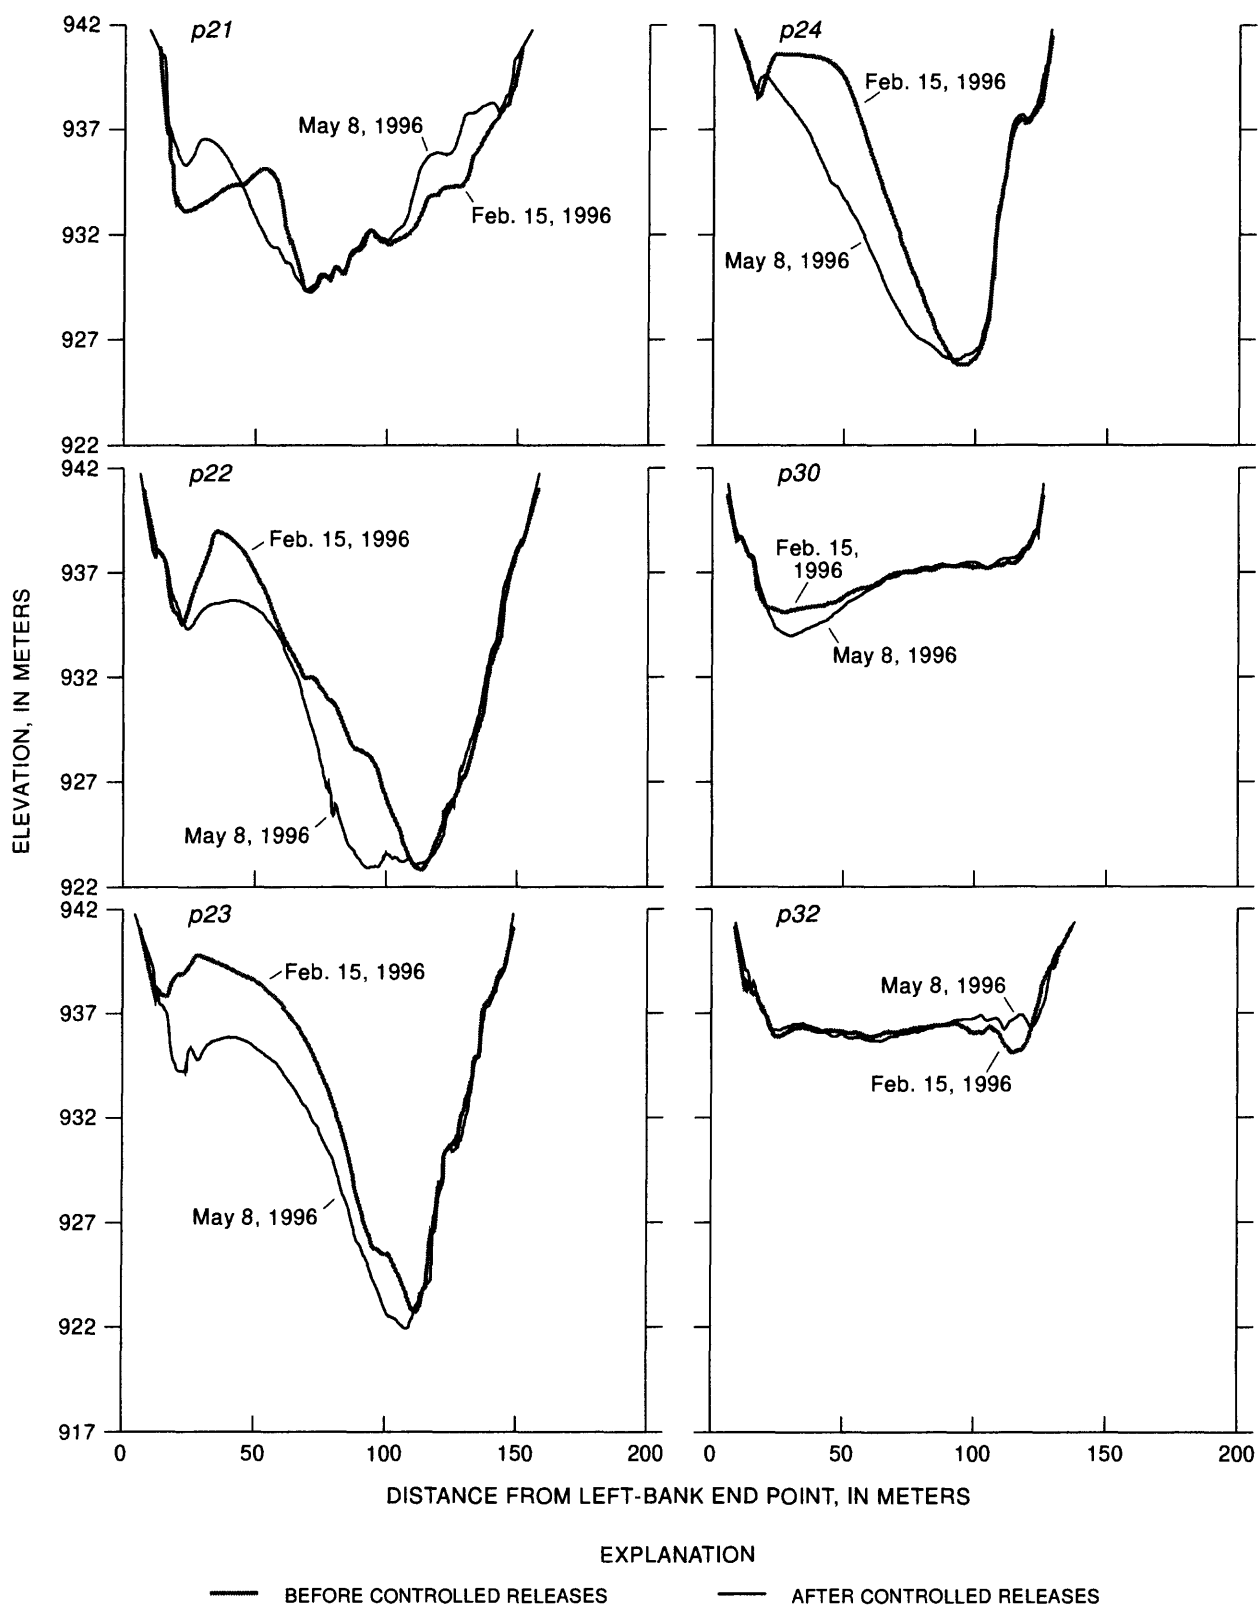 942
937
932
927
922
p21
May 8, 1996
Feb. 15, 1996
p24
Feb. 15, 1996
May 8, 1996
942
937
932
927
922
p22
Feb. 15, 1996
May 8, 1996
p30
Feb. 15,
1996
May 8, 1996
942
937
932
927
922
917
p23
Feb. 15, 1996
May 8, 1996
p32
May 8, 1996
Feb. 15, 1996
ELEVATION, IN METERS
0 50 100 150 200
0 50 100 150 200
DISTANCE FROM LEFT-BANK END POINT, IN METERS
EXPLANATION
BEFORE CONTROLLED RELEASES
AFTER CONTROLLED RELEASES